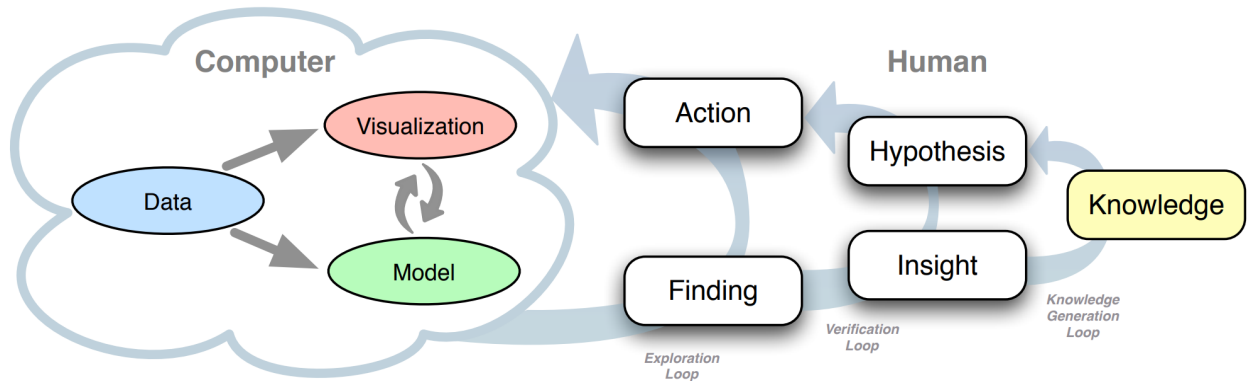 Computer
Human
Visualization
Data
Model
Action
Hypothesis
Knowledge
Finding
Insight
Exploration
Loop
Verification
Loop
Knowledge
Generation
Loop